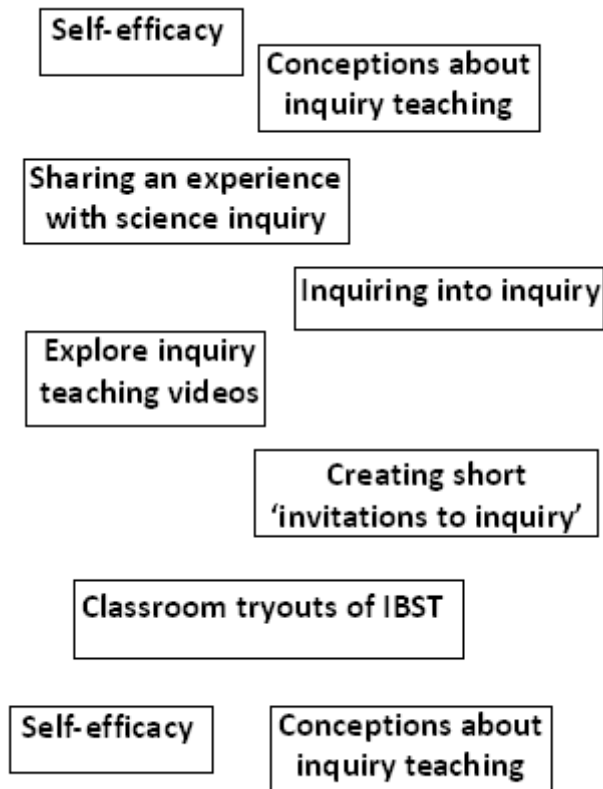 Self-efficacy
Conceptions about
inquiry teaching
Sharing an experience
with science inquiry
Inquiring into inquiry
Explore inquiry
teaching videos
Creating short
‘invitations to inquiry’
Classroom tryouts of IBST
Self-efficacy
Conceptions about
inquiry teaching